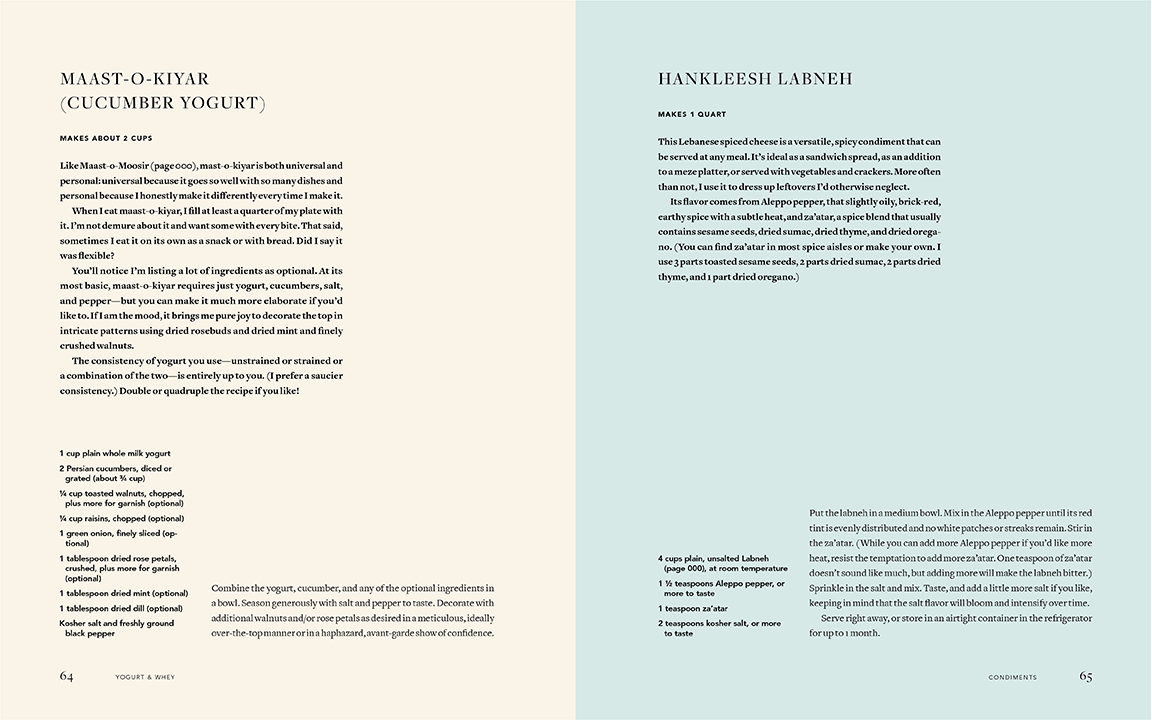 MAAST-O-KIYAR
(CUCUMBER YOGURT)
MAKES ABOUT 2 CUPS
Like Maast-o-Moosir (page 000), mast-o-kiyar is both universal and
personal: universal because it goes so well with so many dishes and
personal because I honestly make it differently every time I make it.
When I eat maast-o-kiyar, I fill at least a quarter of my plate with
it. I'm not demure about it and want some with every bite. That said,
sometimes I eat it on its own as a snack or with bread. Did I say it
was flexible?
You'll notice I'm listing a lot of ingredients as optional. At its
most basic, maast-o-kiyar requires just yogurt, cucumbers, salt,
and pepper—but you can make it much more elaborate if you'd
like to. If I am the mood, it brings me pure joy to decorate the top in
intricate patterns using dried rosebuds and dried mint and finely
crushed walnuts.
The consistency of yogurt you use—unstrained or strained or
a combination of the two—is entirely up to you. (I prefer a saucier
consistency.) Double or quadruple the recipe if you like!
1 cup plain whole milk yogurt
2 Persian cucumbers, diced or
grated (about ¾ cup)
¼ cup toasted walnuts, chopped,
plus more for garnish (optional)
¼ cup raisins, chopped (optional)
1 green onion, finely sliced (op-
tional)
1 tablespoon dried rose petals,
crushed, plus more for garnish
(optional)
1 tablespoon dried mint (optional)
1 tablespoon dried dill (optional)
Kosher salt and freshly ground
black pepper
Combine the yogurt, cucumber, and any of the optional ingredients in
a bowl. Season generously with salt and pepper to taste. Decorate with
additional walnuts and/or rose petals as desired in a meticulous, ideally
over-the-top manner or in a haphazard, avant-garde show of confidence.
64 YOGURT & WHEY
HANKLEESH LABNEH
MAKES 1 QUART
This Lebanese spiced cheese is a versatile, spicy condiment that can
be served at any meal. It's ideal as a sandwich spread, as an addition
to a meze platter, or served with vegetables and crackers. More often
than not, I use it to dress up leftovers I'd otherwise neglect.
Its flavor comes from Aleppo pepper, that slightly oily, brick-red,
earthy spice with a subtle heat, and za'atar, a spice blend that usually
contains sesame seeds, dried sumac, dried thyme, and dried orega-
no. (You can find za'atar in most spice aisles or make your own. I
use 3 parts toasted sesame seeds, 2 parts dried sumac, 2 parts dried
thyme, and 1 part dried oregano.)
4 cups plain, unsalted Labneh
(page 000), at room temperature
1 ½ teaspoons Aleppo pepper, or
more to taste
1 teaspoon za'atar
2 teaspoons kosher salt, or more
to taste
Put the labneh in a medium bowl. Mix in the Aleppo pepper until its red
tint is evenly distributed and no white patches or streaks remain. Stir in
the za'atar. (While you can add more Aleppo pepper if you'd like more
heat, resist the temptation to add more za'atar. One teaspoon of za'atar
doesn't sound like much, but adding more will make the labneh bitter.)
Sprinkle in the salt and mix. Taste, and add a little more salt if you like,
keeping in mind that the salt flavor will bloom and intensify over time.
Serve right away, or store in an airtight container in the refrigerator
for up to 1 month.
CONDIMENTS 65